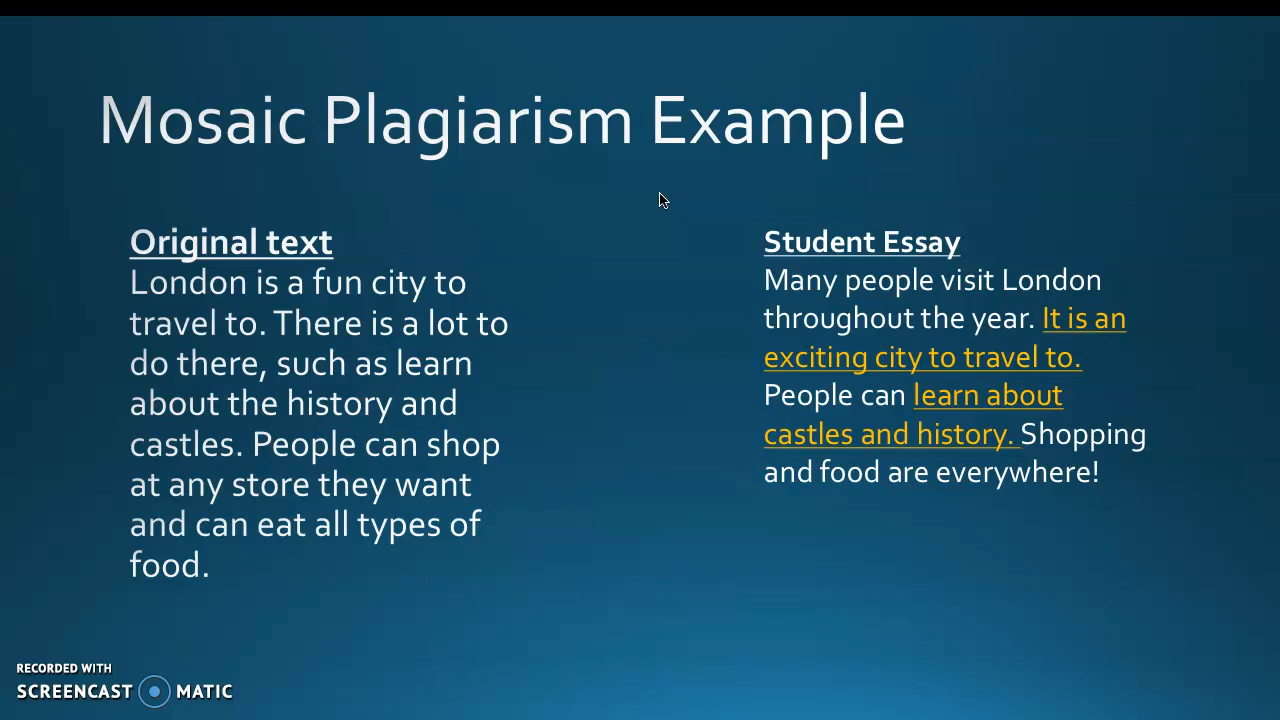 Mosaic Plagiarism Example
Original text
London is a fun city to
travel to. There is a lot to
do there, such as learn
about the history and
castles. People can shop
at any store they want
and can eat all types of
food.
Student Essay
Many people visit London
throughout the year. It is an
exciting city to travel to.
People can learn about
castles and history. Shopping
and food are everywhere!
RECORDED WITH
SCREENCAST MATIC